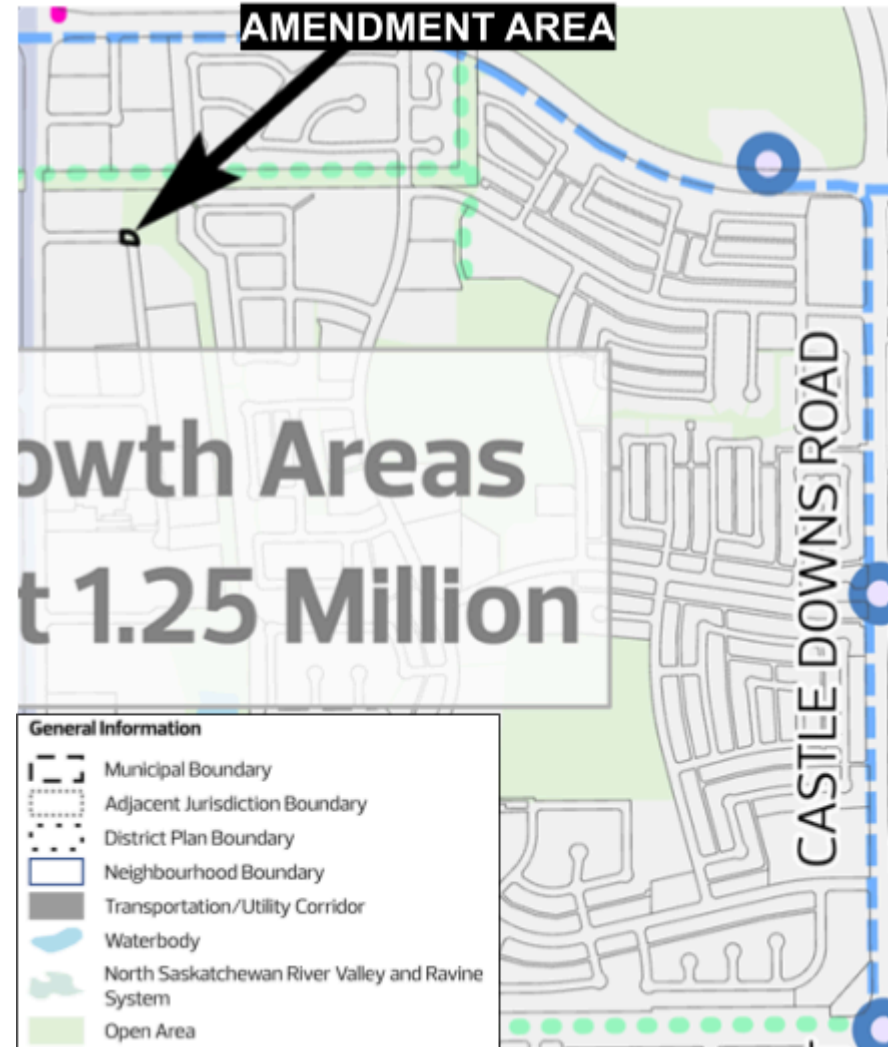 AMENDMENT AREA
owth Areas
t 1.25 Million
CASTLE DOWNS ROAD
General Information
Municipal Boundary
Adjacent Jurisdiction Boundary
District Plan Boundary
Neighbourhood Boundary
Transportation/Utility Corridor
Waterbody
North Saskatchewan River Valley and Ravine
System
Open Area